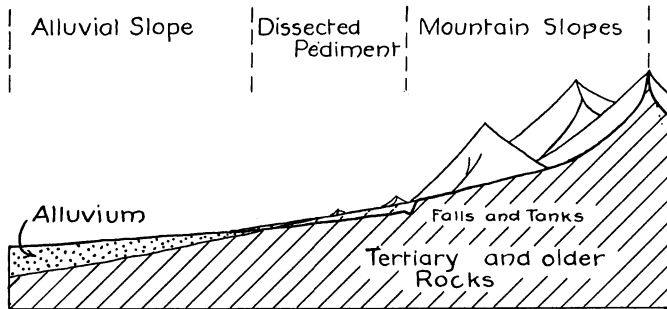 Alluvial Slope
Dissected
Pediment
Mountain Slopes
Alluvium
Falls and Tanks
Tertiary and older
Rocks